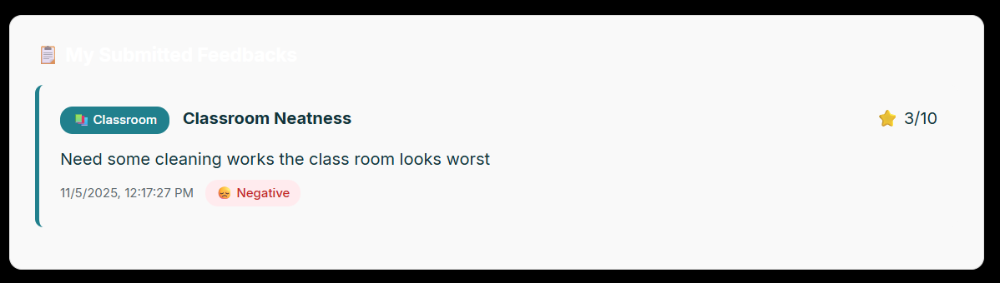 My Submitted Feedbacks
Classroom Classroom Neatness 3/10
Need some cleaning works the class room looks worst
11/5/2025, 12:17:27 PM Negative